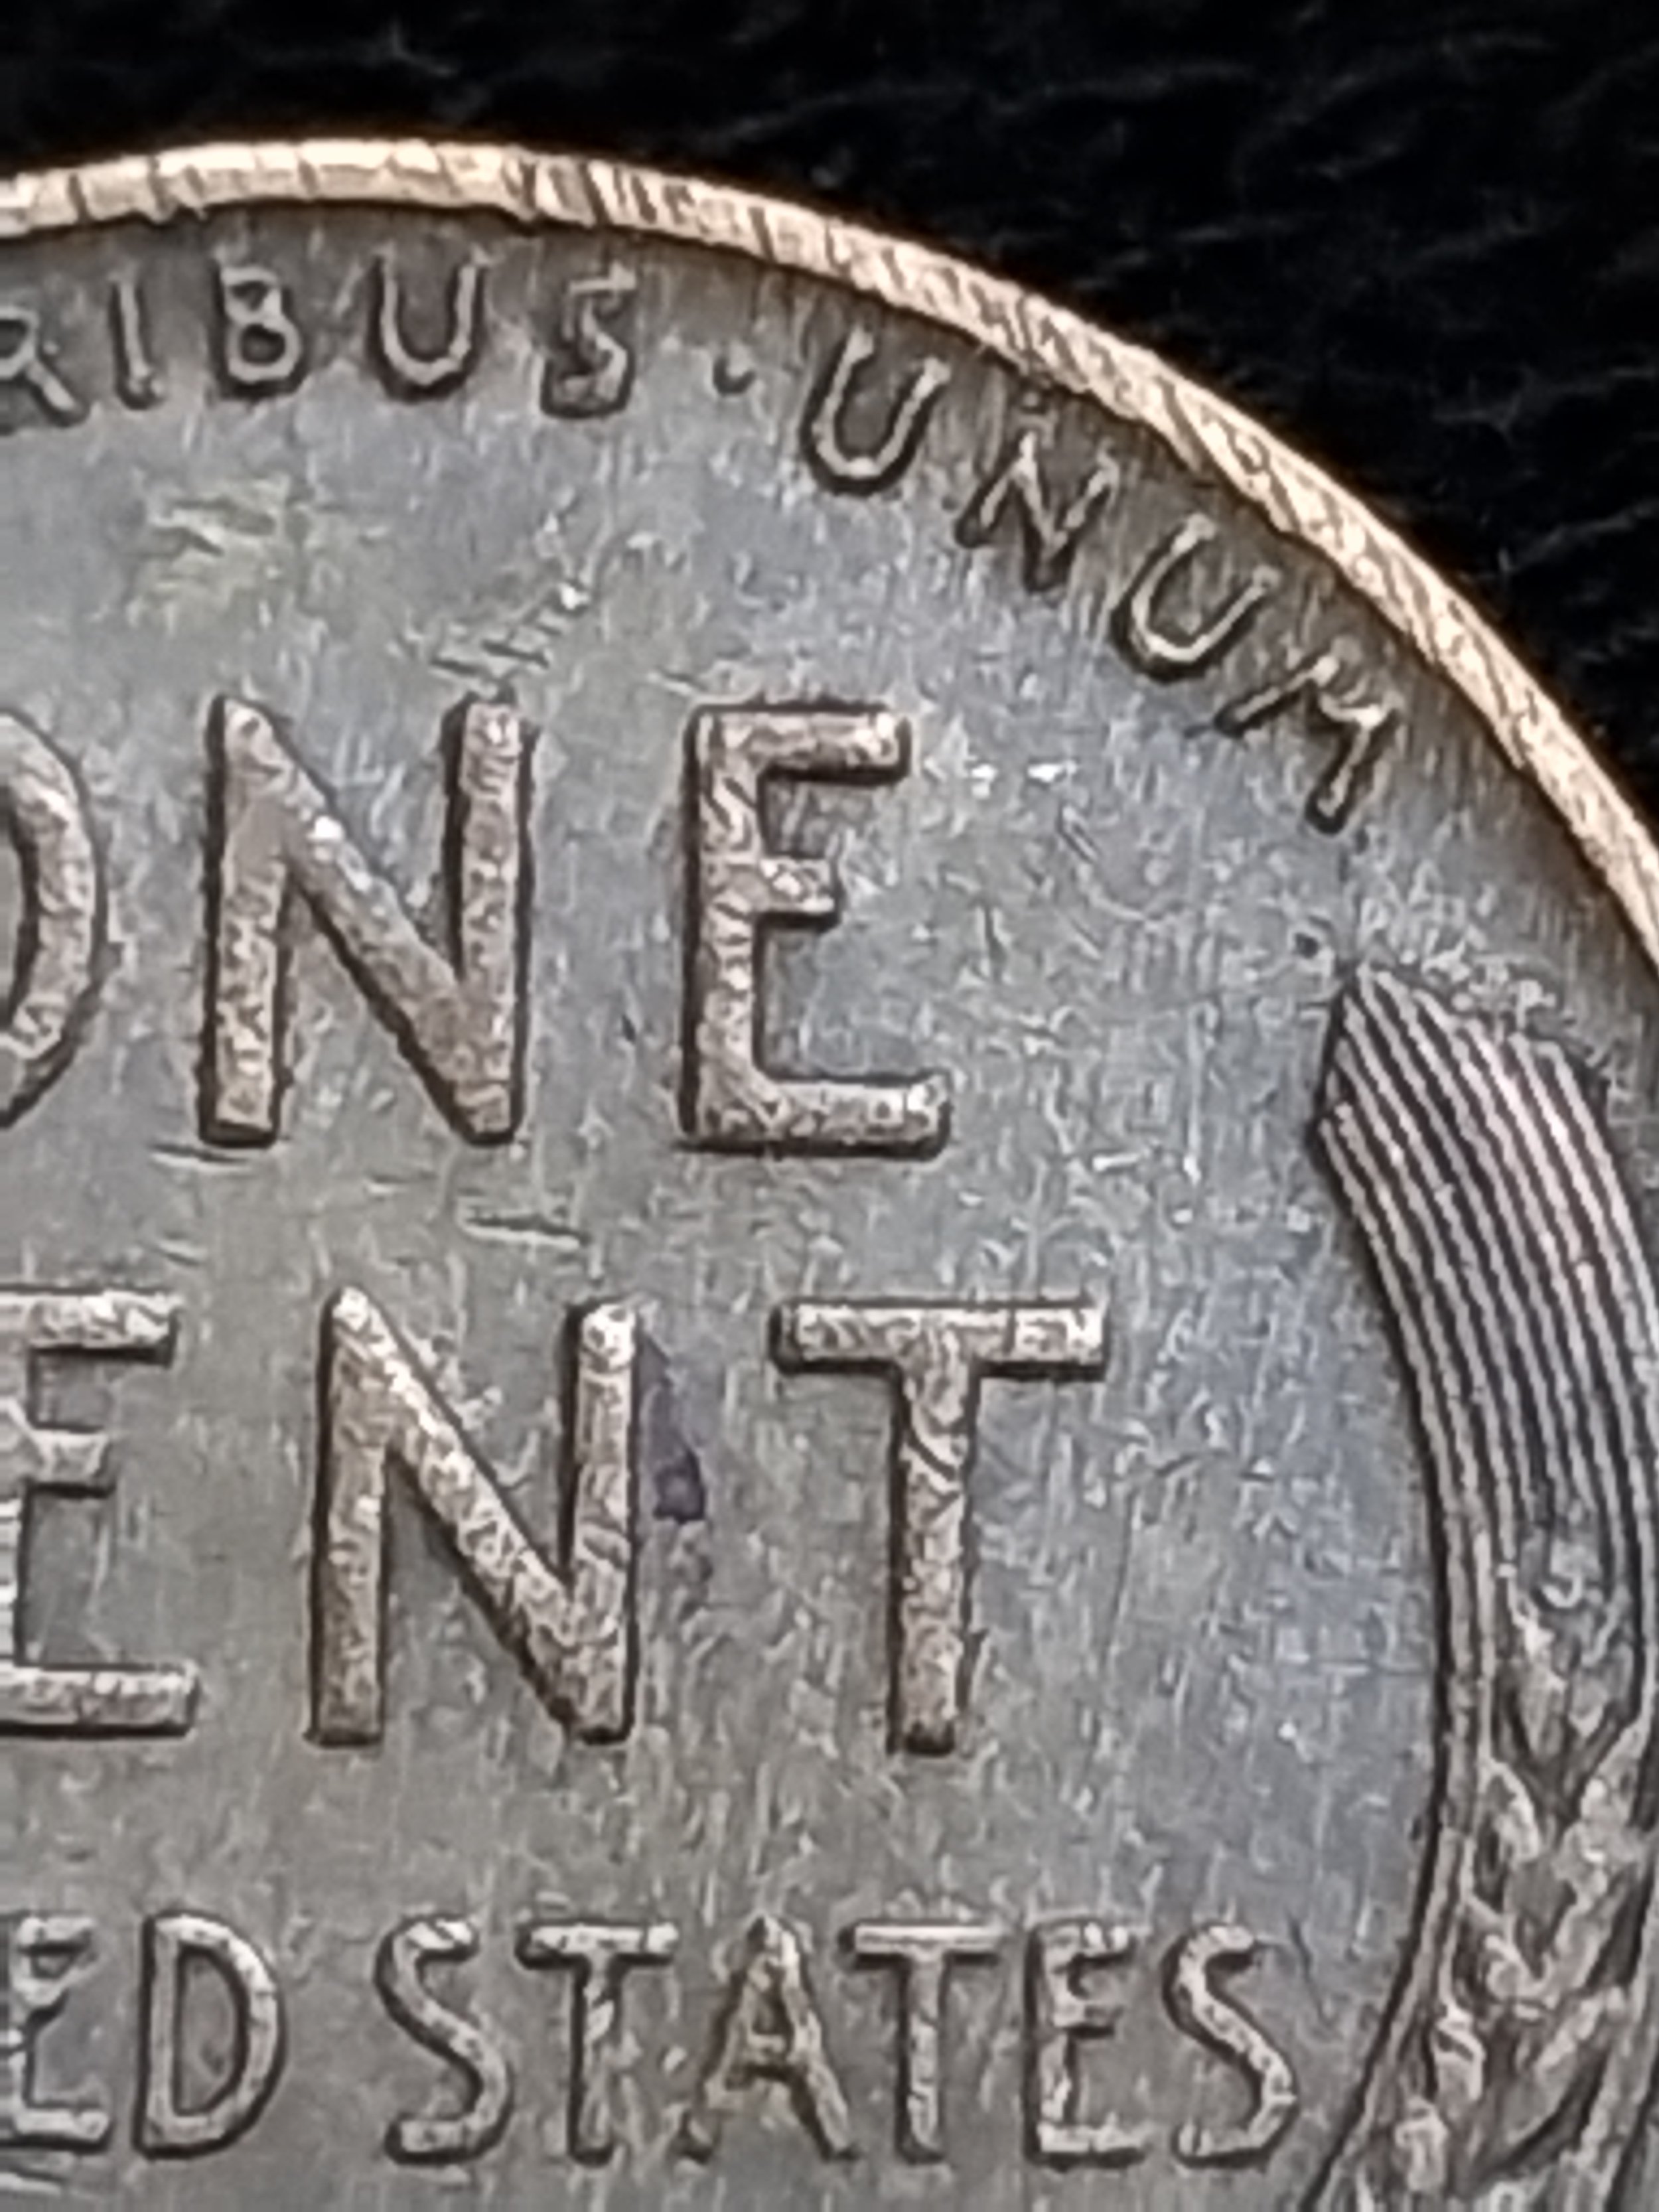 RIBUS · UNUM
ONE
ENT
ED STATES